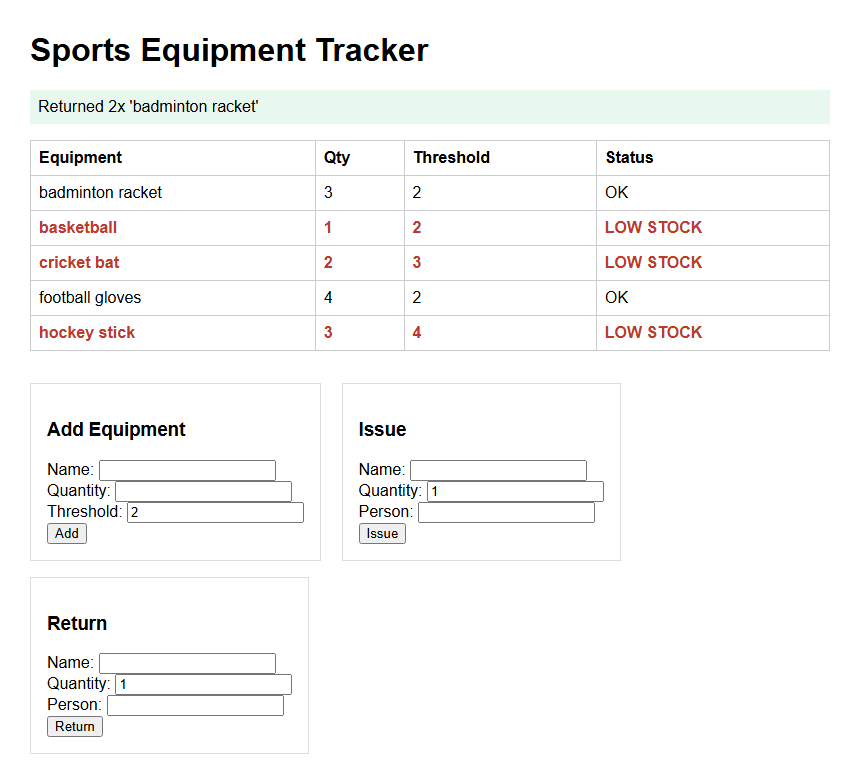 Sports Equipment Tracker
Returned 2x 'badminton racket'
Equipment Qty Threshold Status
badminton racket 3 2 OK
basketball 1 2 LOW STOCK
cricket bat 2 3 LOW STOCK
football gloves 4 2 OK
hockey stick 3 4 LOW STOCK
Add Equipment
Name:
Quantity:
Threshold: 2
Add
Issue
Name:
Quantity: 1
Person:
Issue
Return
Name:
Quantity: 1
Person:
Return